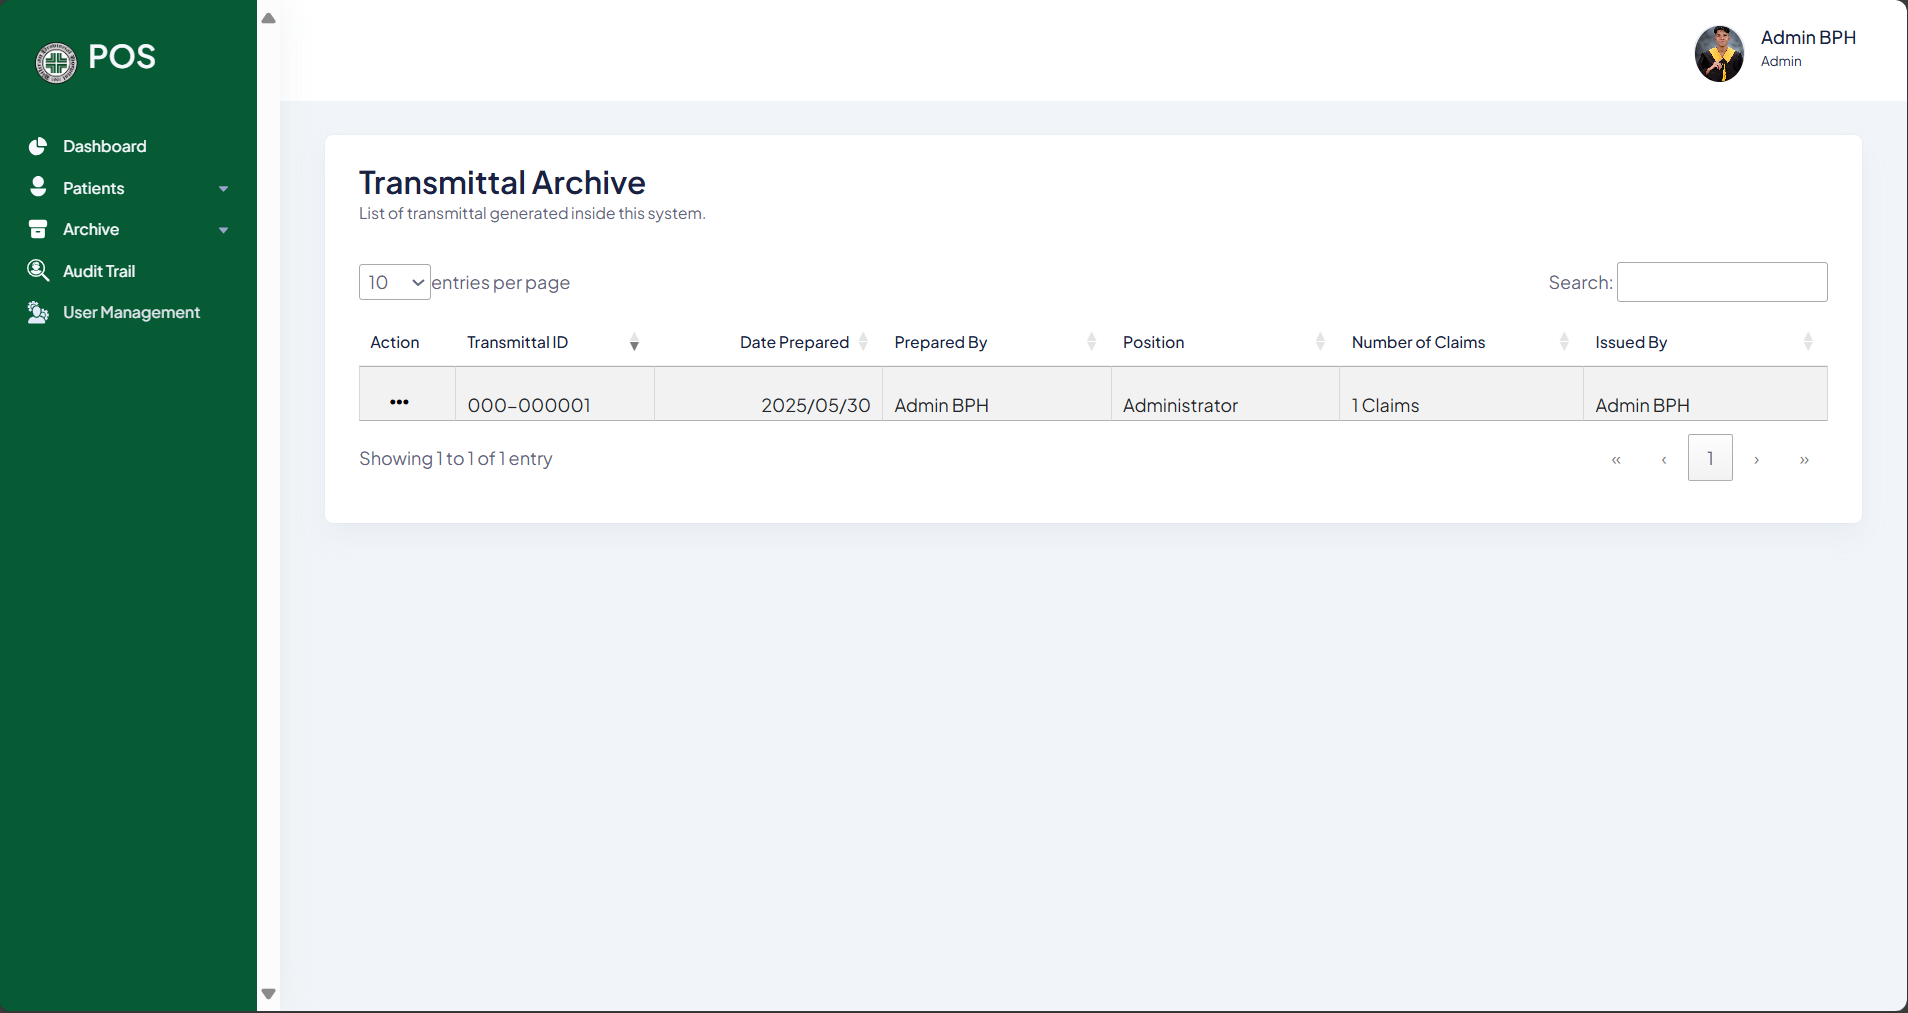 POS
Dashboard
Patients
Archive
Audit Trail
User Management
Admin BPH
Admin
Transmittal Archive
List of transmittal generated inside this system.
10 entries per page
Search:
Action Transmittal ID Date Prepared Prepared By Position Number of Claims Issued By
••• 000-000001 2025/05/30 Admin BPH Administrator 1 Claims Admin BPH
Showing 1 to 1 of 1 entry
« ‹ 1 › »